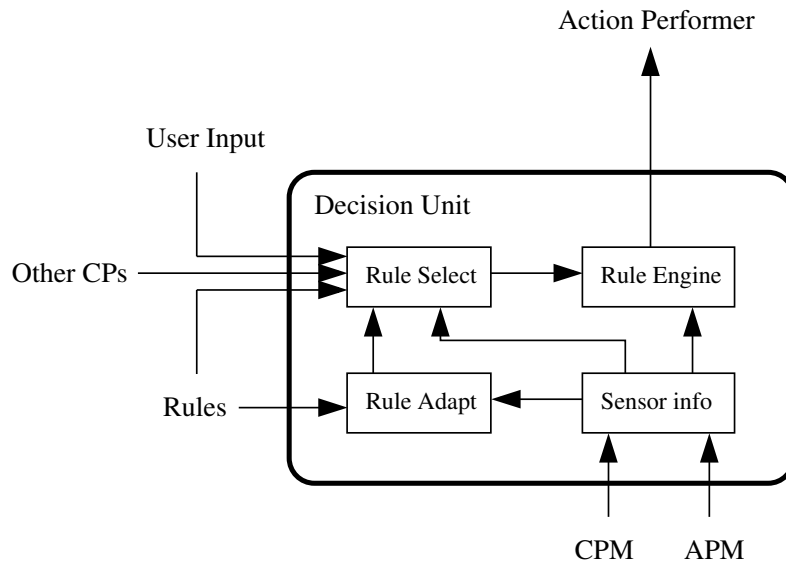 Action Performer
User Input
Decision Unit
Other CPs
Rule Select
Rule Engine
Rules
Rule Adapt
Sensor info
CPM
APM